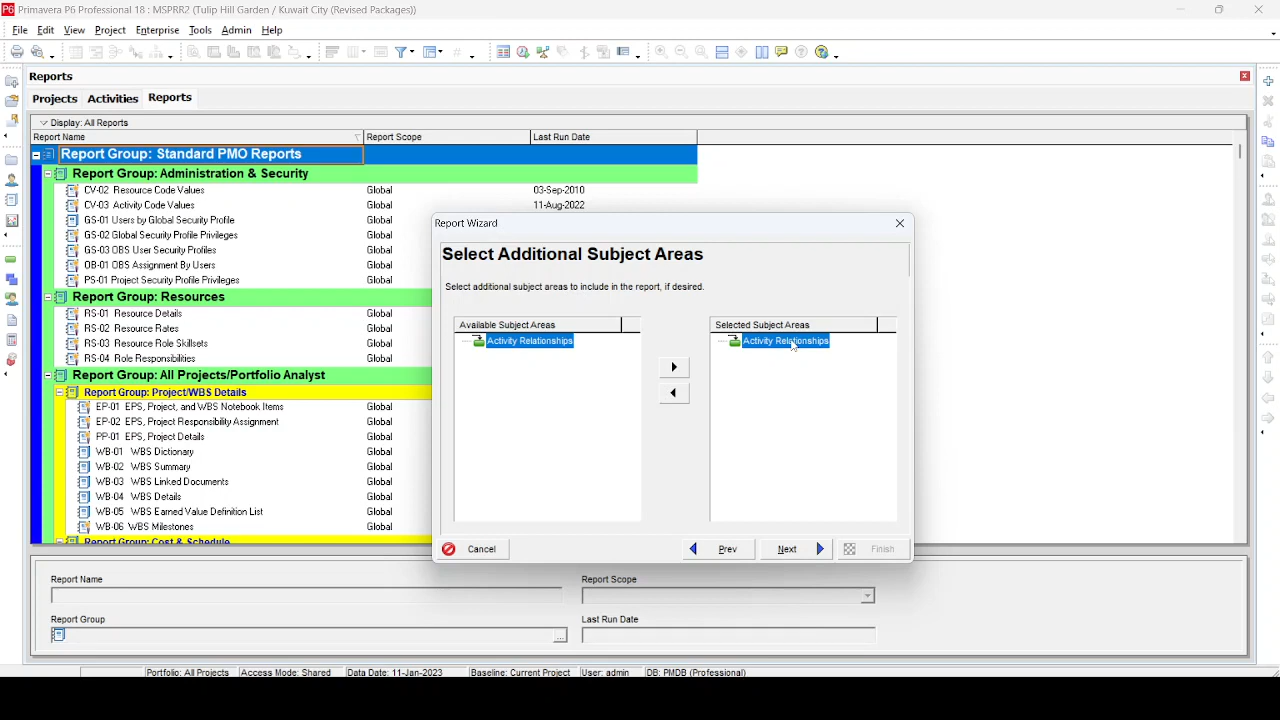 Primavera P6 Professional 18 : MSPRR2 (Tulip Hill Garden / Kuwait City (Revised Packages))
File Edit View Project Enterprise Tools Admin Help
Reports
Projects Activities Reports
Display: All Reports
Report Name Report Scope Last Run Date
Report Group: Standard PMO Reports
Report Group: Administration & Security
CV-02 Resource Code Values Global 03-Sep-2010
CV-03 Activity Code Values Global 11-Aug-2022
GS-01 Users by Global Security Profile Global
GS-02 Global Security Profile Privileges Global
GS-03 OBS User Security Profiles Global
OB-01 OBS Assignment By Users Global
PS-01 Project Security Profile Privileges Global
Report Group: Resources
RS-01 Resource Details Global
RS-02 Resource Rates Global
RS-03 Resource Role Skillsets Global
RS-04 Role Responsibilities Global
Report Group: All Projects/Portfolio Analyst
Report Group: Project/WBS Details
EP-01 EPS, Project, and WBS Notebook Items Global
EP-02 EPS, Project Responsibility Assignment Global
PP-01 EPS, Project Details Global
WB-01 WBS Dictionary Global
WB-02 WBS Summary Global
WB-03 WBS Linked Documents Global
WB-04 WBS Details Global
WB-05 WBS Earned Value Definition List Global
WB-06 WBS Milestones Global
Report Group: Cost & Schedule
Report Wizard
Select Additional Subject Areas
Select additional subject areas to include in the report, if desired.
Available Subject Areas Selected Subject Areas
Activity Relationships Activity Relationships
Cancel Prev Next Finish
Report Name Report Scope
Report Group Last Run Date
Portfolio: All Projects Access Mode: Shared Data Date: 11-Jan-2023 Baseline: Current Project User: admin DB: PMDB (Professional)